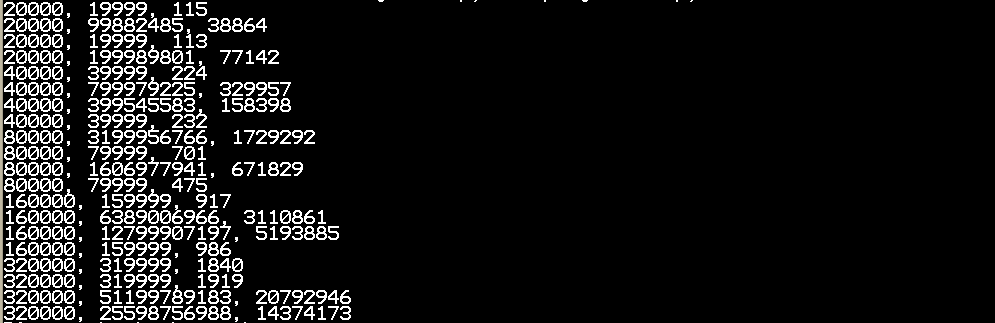 20000, 19999, 115
20000, 99882485, 38864
20000, 19999, 113
20000, 199989801, 77142
40000, 39999, 224
40000, 799979225, 329957
40000, 399545583, 158398
40000, 39999, 232
80000, 3199956766, 1729292
80000, 79999, 701
80000, 1606977941, 671829
80000, 79999, 475
160000, 159999, 917
160000, 6389006966, 3110861
160000, 12799907197, 5193885
160000, 159999, 986
320000, 319999, 1840
320000, 319999, 1919
320000, 51199789183, 20792946
320000, 25598756988, 14374173